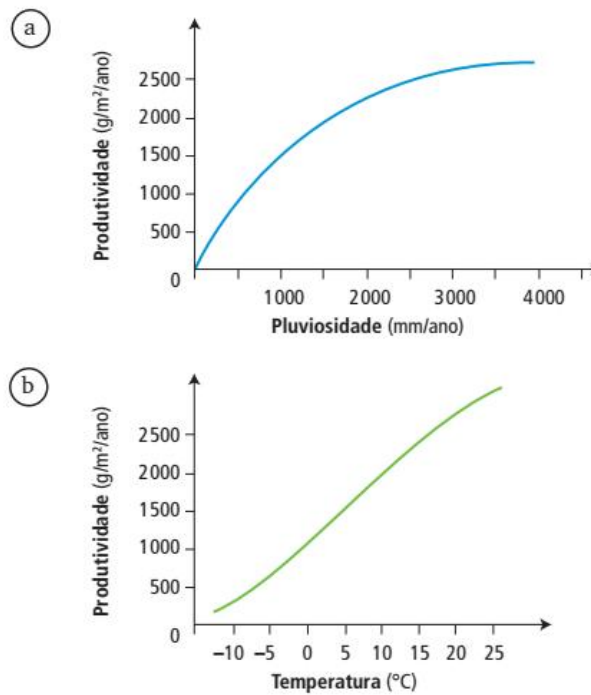 a
Produtividade (g/m²/ano)
2500
2000
1500
1000
500
0
1000 2000 3000 4000
Pluviosidade (mm/ano)
b
Produtividade (g/m²/ano)
2500
2000
1500
1000
500
0
–10 –5 0 5 10 15 20 25
Temperatura (°C)